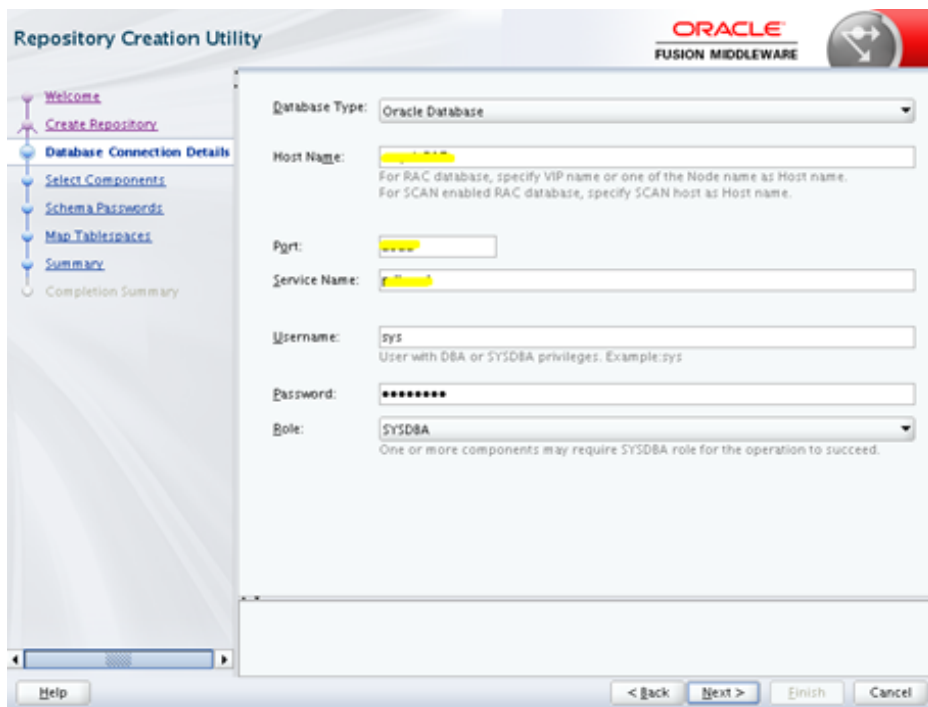 Repository Creation Utility
ORACLE
FUSION MIDDLEWARE
Welcome
Create Repository
Database Connection Details
Select Components
Schema Passwords
Map Tablespaces
Summary
Completion Summary
Database Type: Oracle Database
Host Name:
For RAC database, specify VIP name or one of the Node name as Host name.
For SCAN enabled RAC database, specify SCAN host as Host name.
Port:
Service Name:
Username: sys
User with DBA or SYSDBA privileges. Example:sys
Password: ••••••••
Role: SYSDBA
One or more components may require SYSDBA role for the operation to succeed.
Help
< Back
Next >
Finish
Cancel